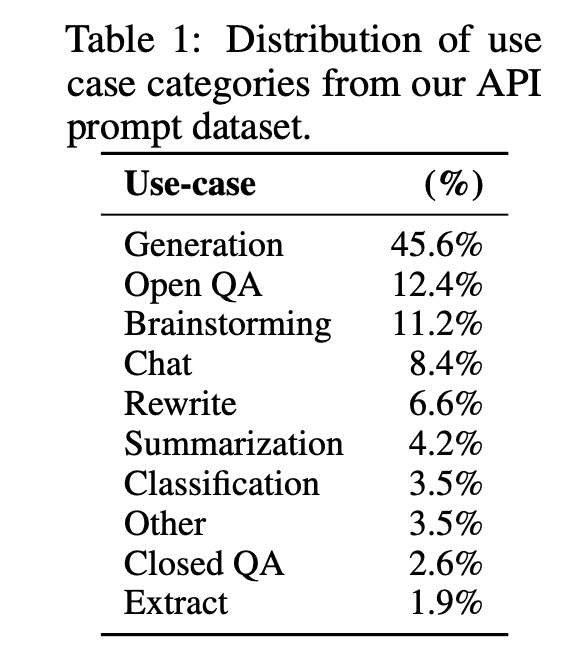 Table 1: Distribution of use
case categories from our API
prompt dataset.
Use-case (%)
Generation 45.6%
Open QA 12.4%
Brainstorming 11.2%
Chat 8.4%
Rewrite 6.6%
Summarization 4.2%
Classification 3.5%
Other 3.5%
Closed QA 2.6%
Extract 1.9%